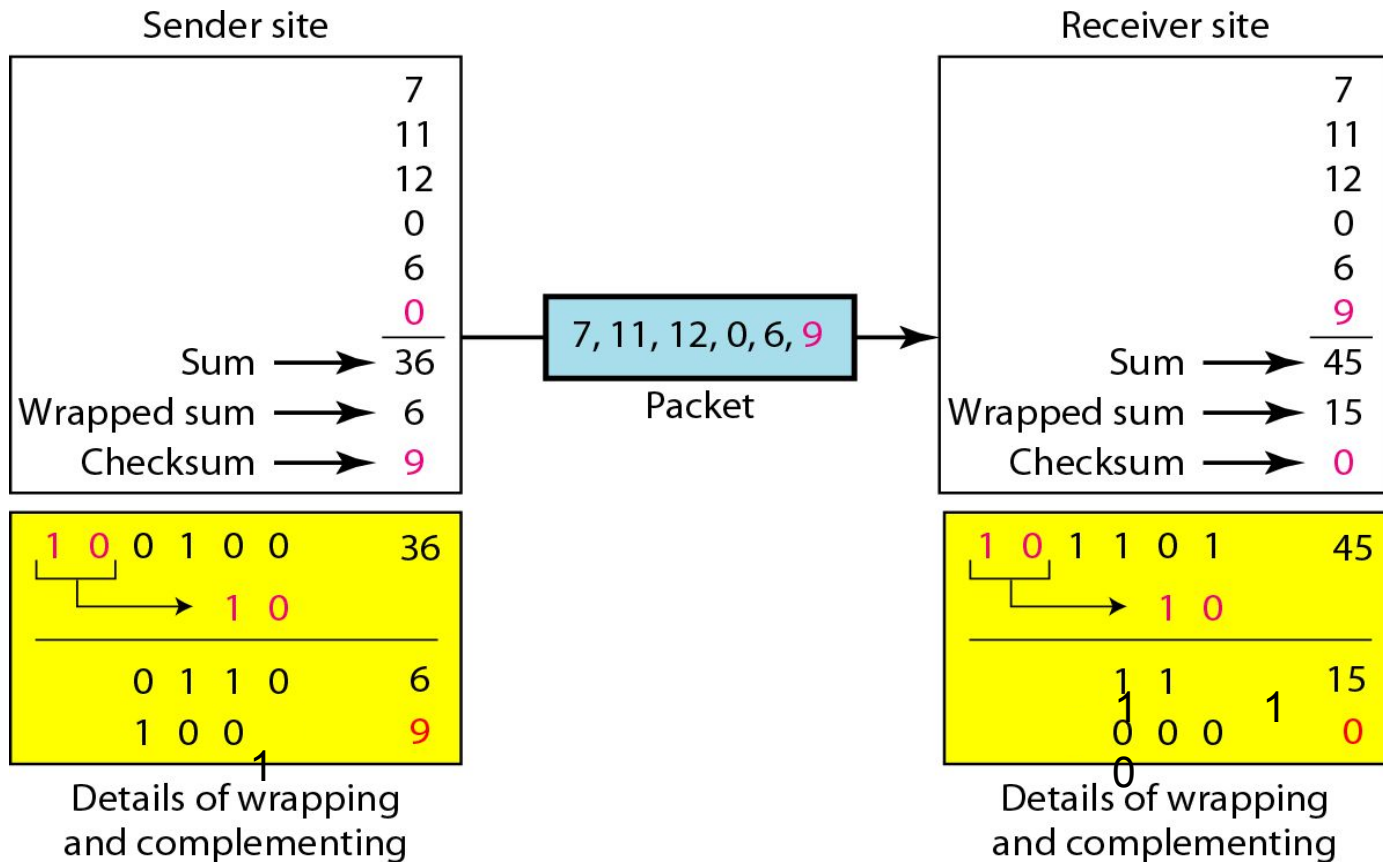 Sender site
7
11
12
0
6
0
Sum 36
Wrapped sum 6
Checksum 9
1 0 0 1 0 0 36
1 0
0 1 1 0 6
1 0 0 1 9
Details of wrapping
and complementing
7, 11, 12, 0, 6, 9
Packet
Receiver site
7
11
12
0
6
9
Sum 45
Wrapped sum 15
Checksum 0
1 0 1 1 0 1 45
1 0
1 1 15
1 1
0 0 0 0
0
Details of wrapping
and complementing